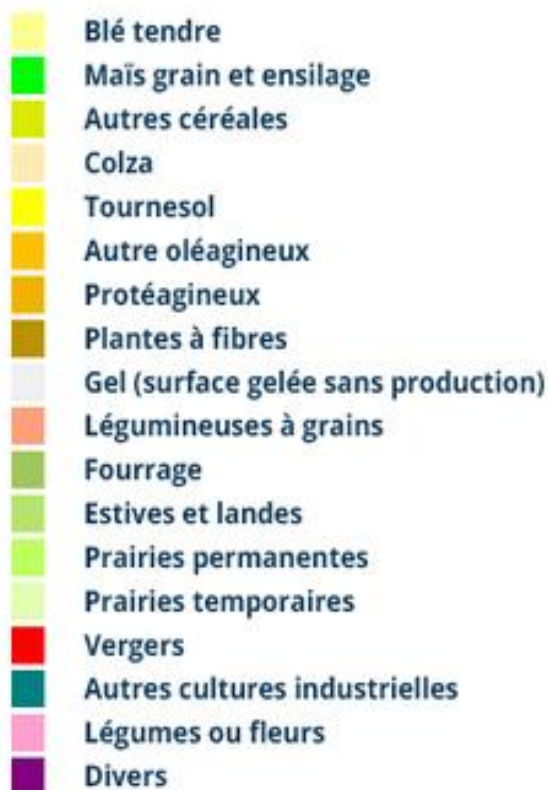 Blé tendre
Maïs grain et ensilage
Autres céréales
Colza
Tournesol
Autre oléagineux
Protéagineux
Plantes à fibres
Gel (surface gelée sans production)
Légumineuses à grains
Fourrage
Estives et landes
Prairies permanentes
Prairies temporaires
Vergers
Autres cultures industrielles
Légumes ou fleurs
Divers